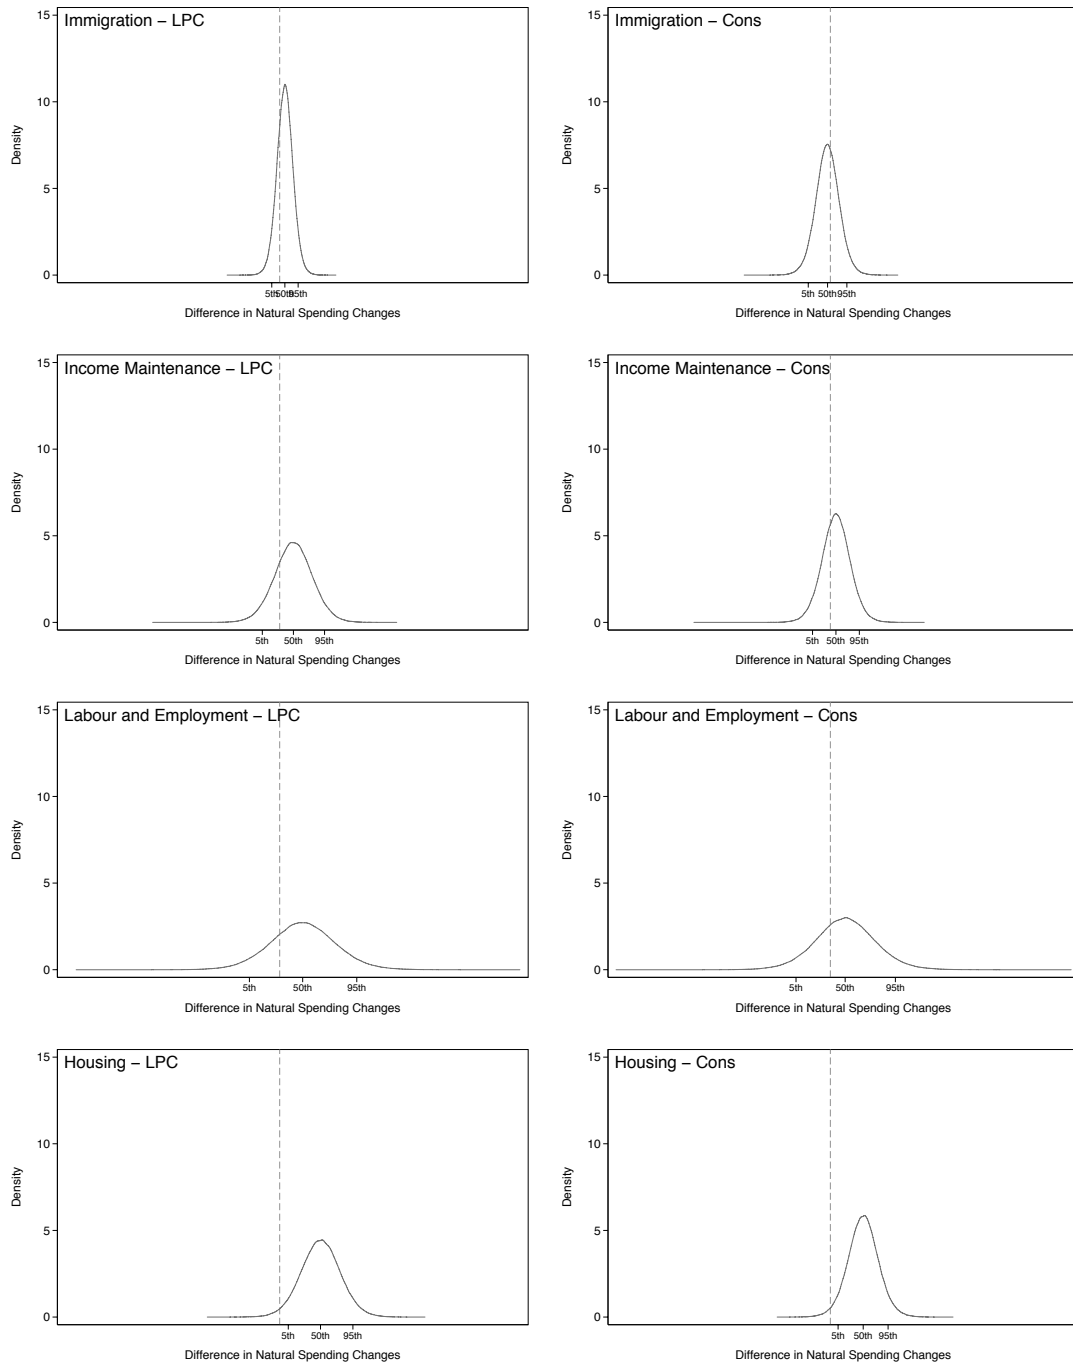 Immigration – LPC
15
10
5
0
Density
5th 50th 95th
Difference in Natural Spending Changes
Immigration – Cons
15
10
5
0
Density
5th 50th 95th
Difference in Natural Spending Changes
Income Maintenance – LPC
15
10
5
0
Density
5th 50th 95th
Difference in Natural Spending Changes
Income Maintenance – Cons
15
10
5
0
Density
5th 50th 95th
Difference in Natural Spending Changes
Labour and Employment – LPC
15
10
5
0
Density
5th 50th 95th
Difference in Natural Spending Changes
Labour and Employment – Cons
15
10
5
0
Density
5th 50th 95th
Difference in Natural Spending Changes
Housing – LPC
15
10
5
0
Density
5th 50th 95th
Difference in Natural Spending Changes
Housing – Cons
15
10
5
0
Density
5th 50th 95th
Difference in Natural Spending Changes